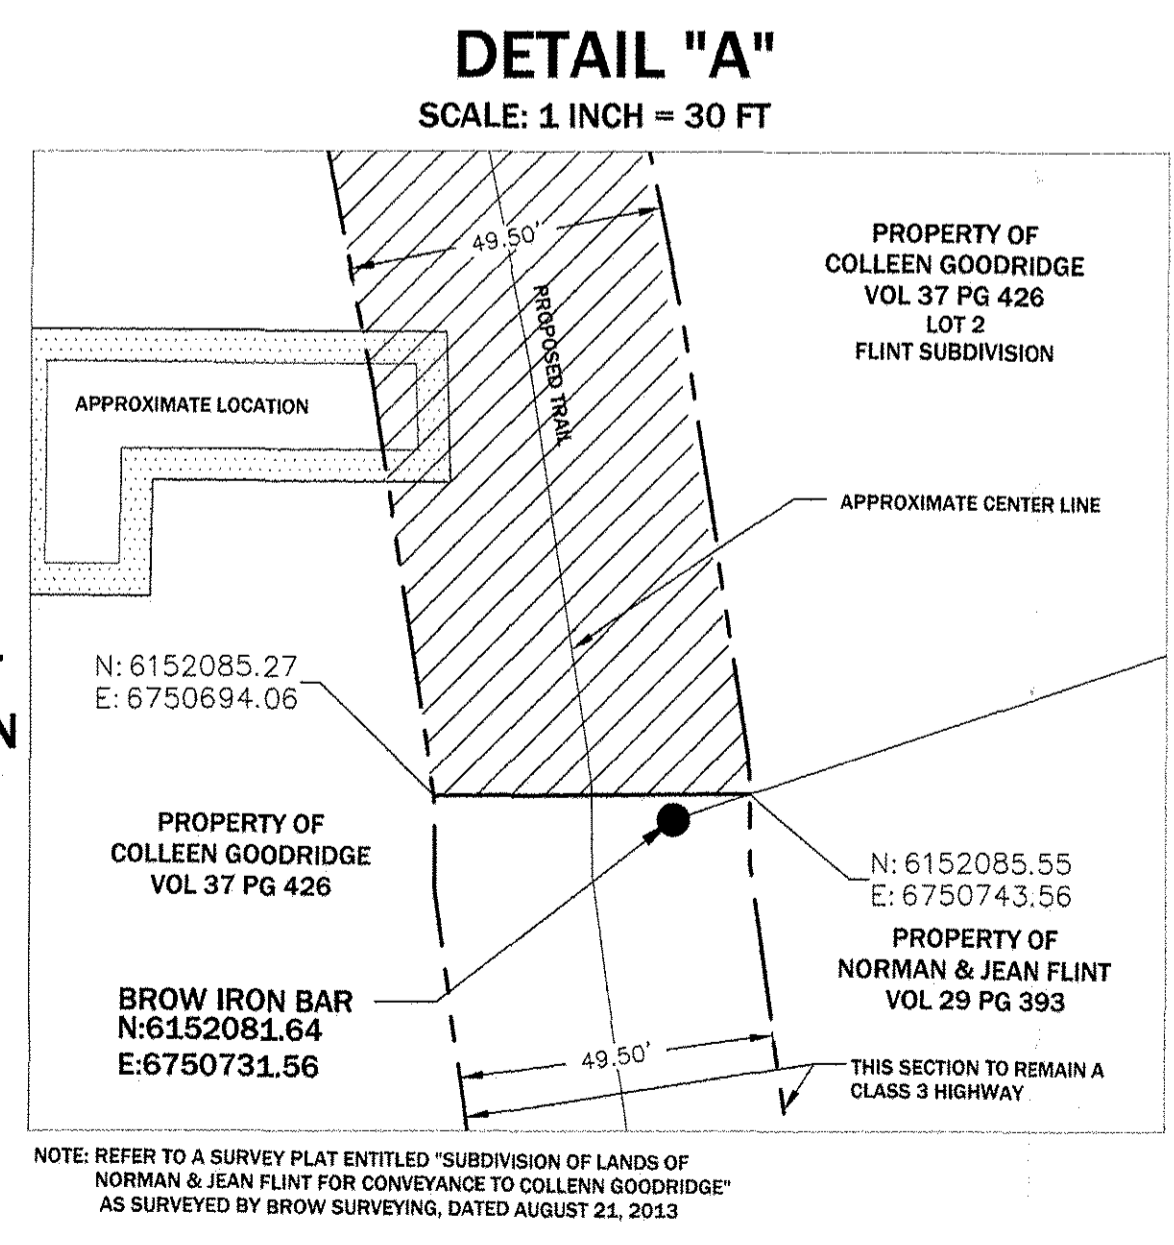 DETAIL "A"
SCALE: 1 INCH = 30 FT
49.50'
PROPERTY OF
COLLEEN GOODRIDGE
VOL 37 PG 426
LOT 2
FLINT SUBDIVISION
PROPOSED TRAIL
APPROXIMATE LOCATION
APPROXIMATE CENTER LINE
N: 6152085.27
E: 6750694.06
N
PROPERTY OF
COLLEEN GOODRIDGE
VOL 37 PG 426
N: 6152085.55
E: 6750743.56
PROPERTY OF
NORMAN & JEAN FLINT
VOL 29 PG 393
BROW IRON BAR
N:6152081.64
E:6750731.56
49.50'
THIS SECTION TO REMAIN A
CLASS 3 HIGHWAY
NOTE: REFER TO A SURVEY PLAT ENTITLED "SUBDIVISION OF LANDS OF
NORMAN & JEAN FLINT FOR CONVEYANCE TO COLLENN GOODRIDGE"
AS SURVEYED BY BROW SURVEYING, DATED AUGUST 21, 2013